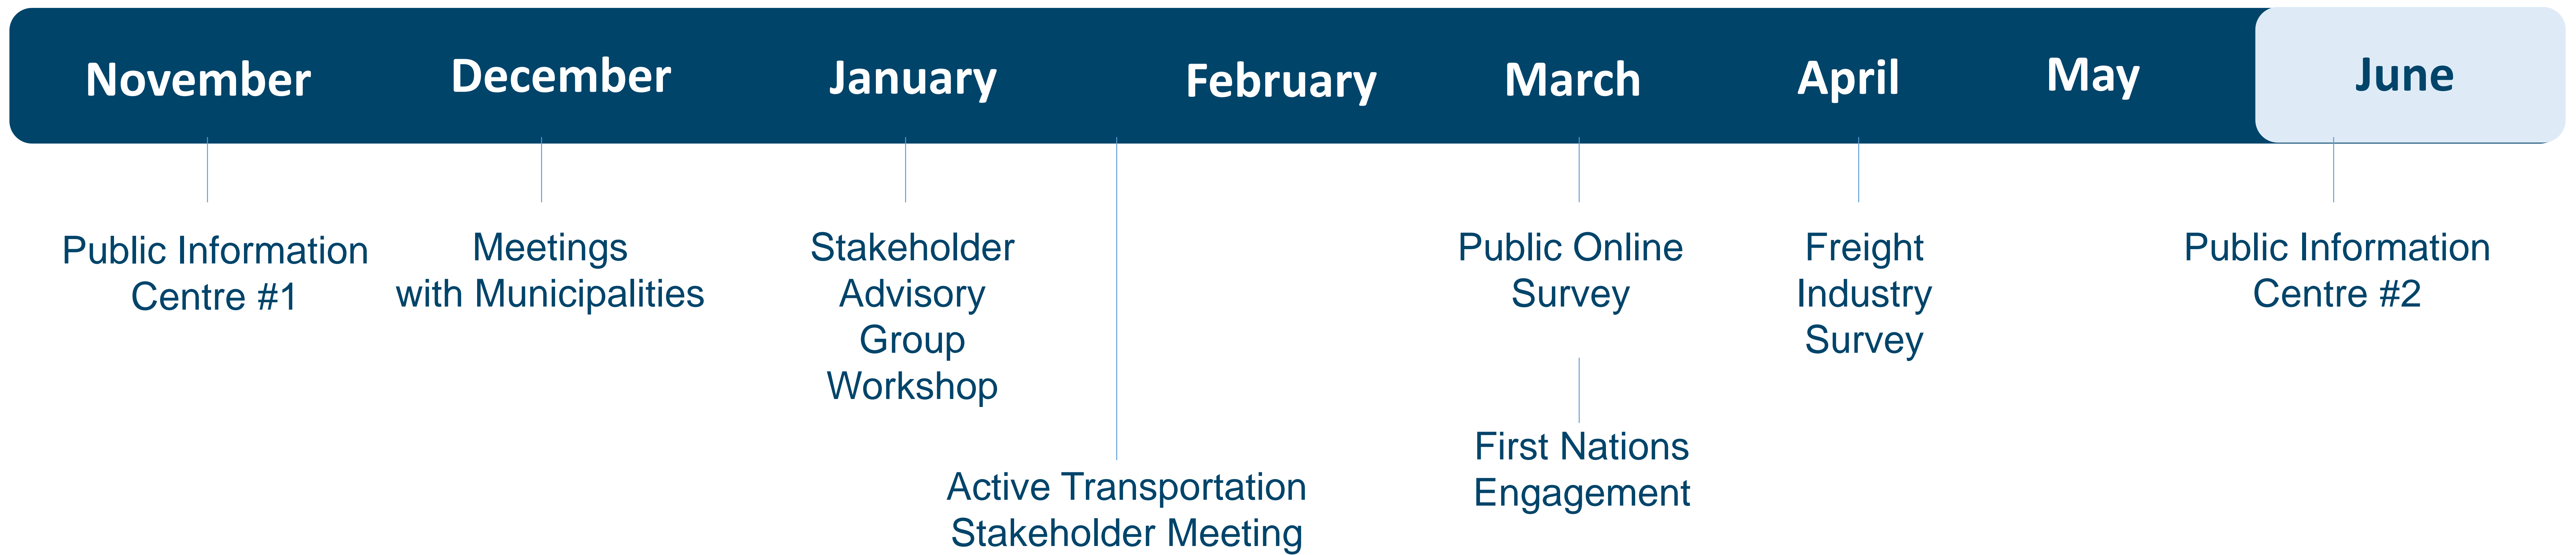 November
December
January
February
March
April
May
June
Public Information
Centre #1
Meetings
with Municipalities
Stakeholder
Advisory
Group
Workshop
Active Transportation
Stakeholder Meeting
Public Online
Survey
First Nations
Engagement
Freight
Industry
Survey
Public Information
Centre #2